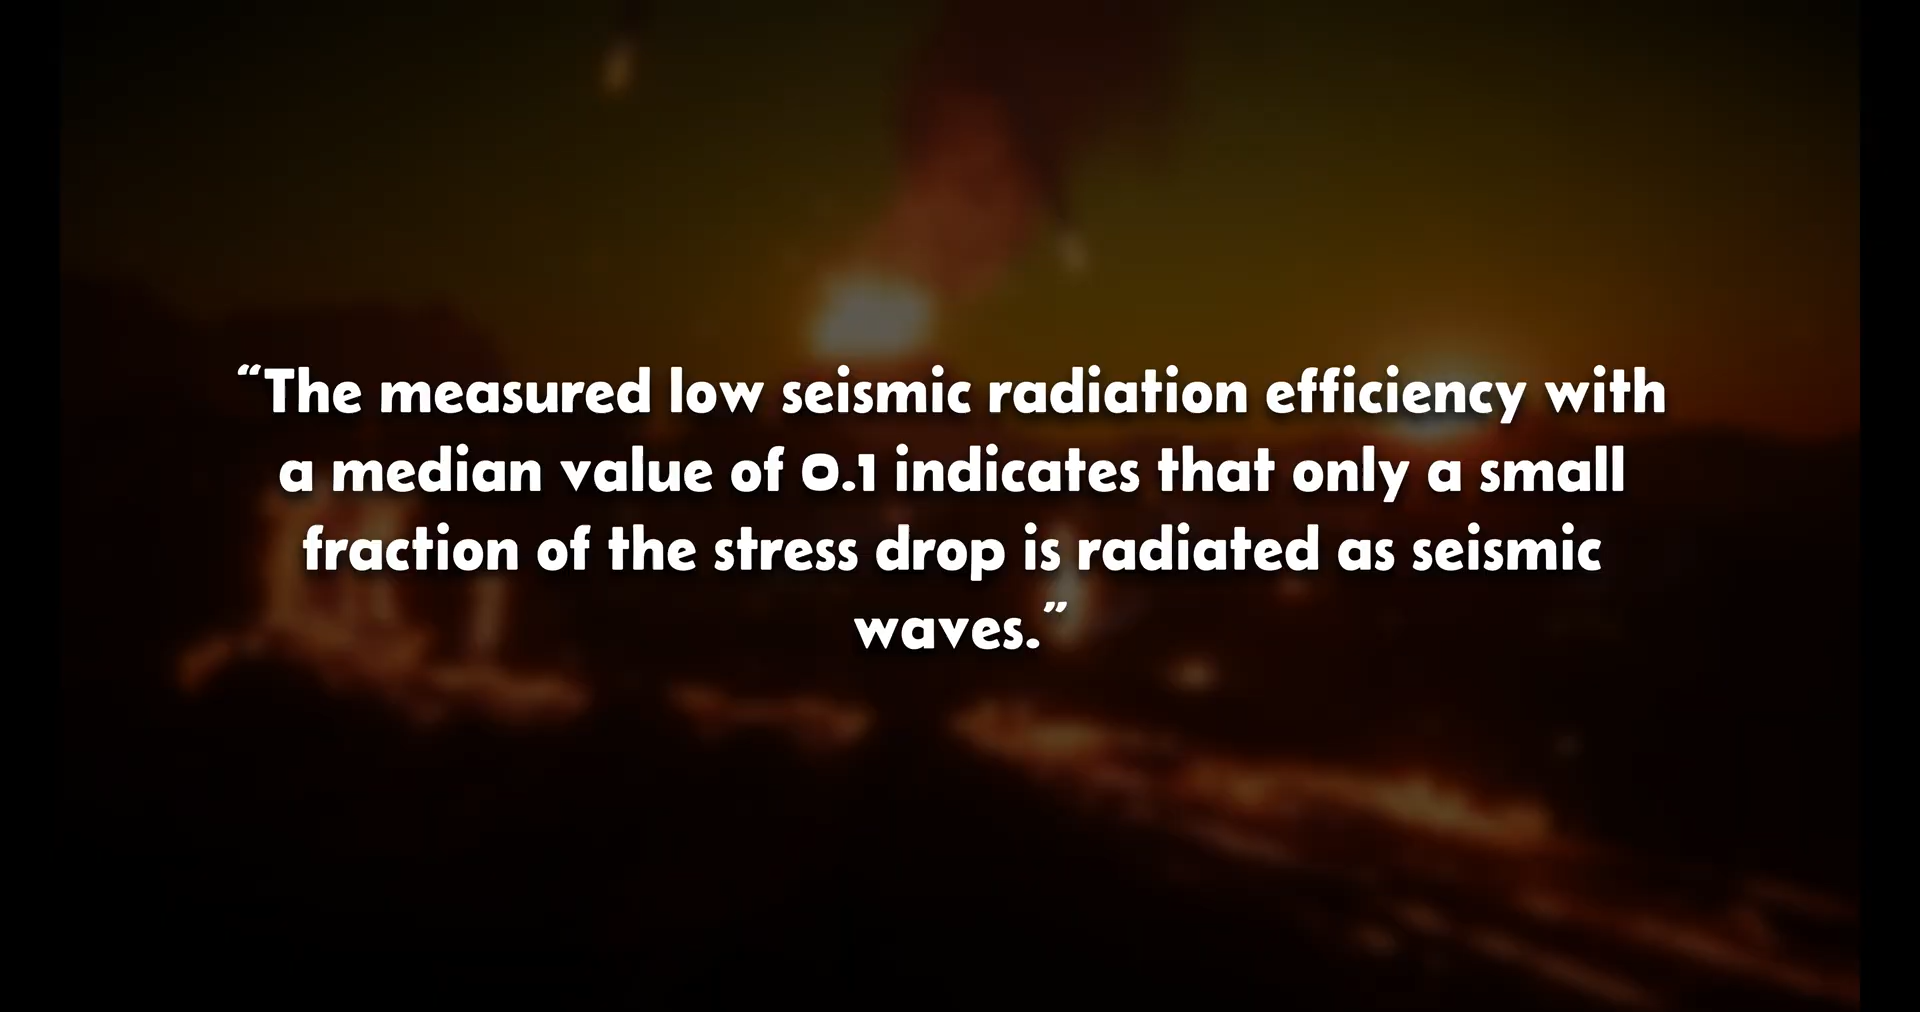 “The measured low seismic radiation efficiency with
a median value of 0.1 indicates that only a small
fraction of the stress drop is radiated as seismic
waves.”